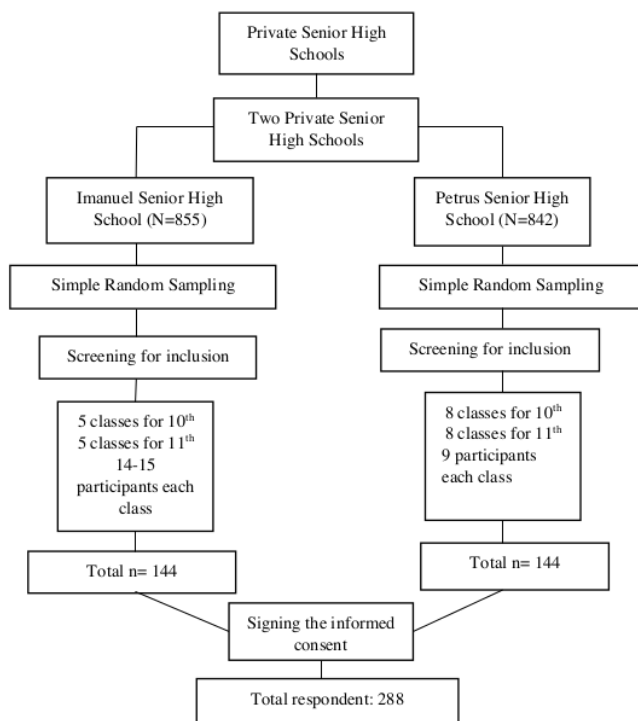 Private Senior High
Schools
Two Private Senior
High Schools
Imanuel Senior High
School (N=855)
Petrus Senior High
School (N=842)
Simple Random Sampling
Simple Random Sampling
Screening for inclusion
Screening for inclusion
5 classes for 10th
5 classes for 11th
14-15
participants each
class
8 classes for 10th
8 classes for 11th
9 participants
each class
Total n= 144
Total n= 144
Signing the informed
consent
Total respondent: 288